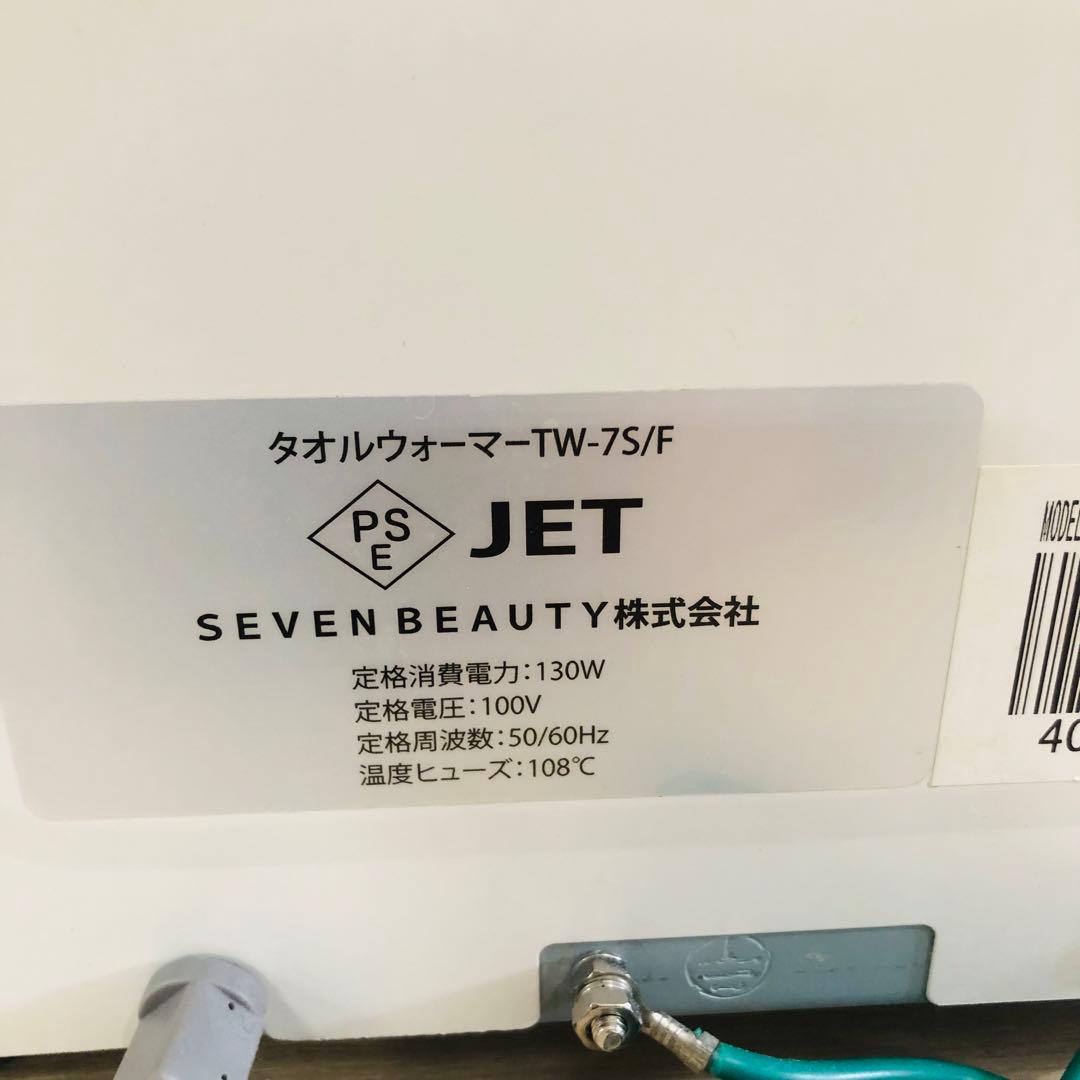 タオルウォーマーTW-7S/F
PSE JET
SEVEN BEAUTY株式会社
定格消費電力：130W
定格電圧：100V
定格周波数：50/60Hz
温度ヒューズ：108℃
MODEL
40